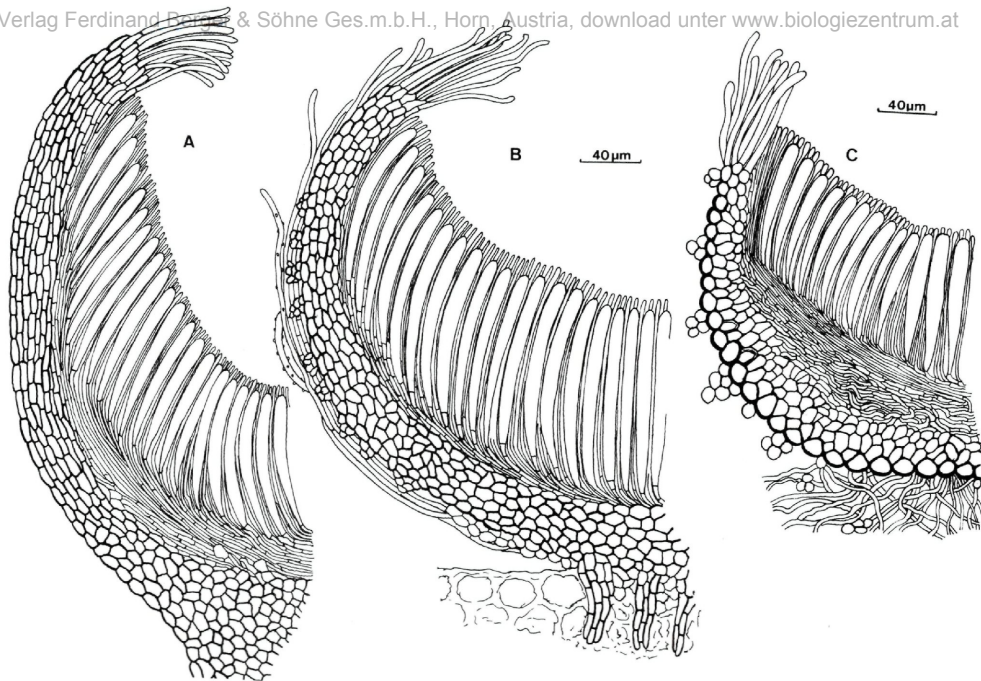 Verlag Ferdinand Berger & Söhne Ges.m.b.H., Horn, Austria, download unter www.biologiezentrum.at
A
B
40µm
40µm
C